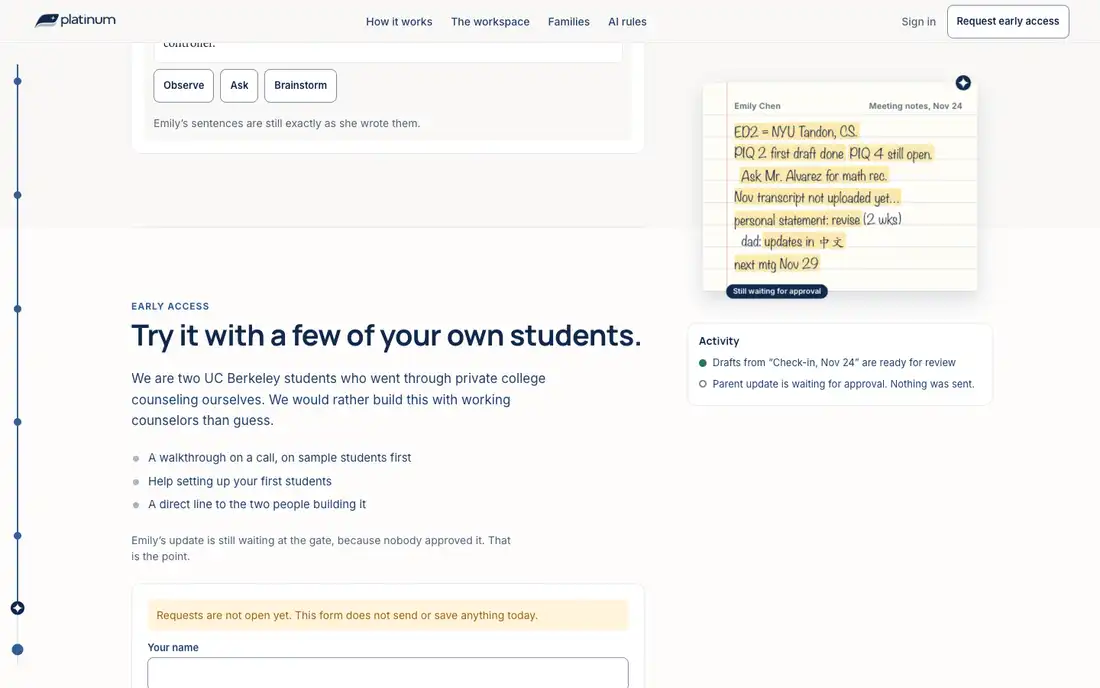 platinum
How it works
The workspace
Families
AI rules
Sign in
Request early access
controller.
Observe
Ask
Brainstorm
Emily’s sentences are still exactly as she wrote them.
Emily Chen
Meeting notes, Nov 24
ED2 = NYU Tandon, CS.
PIQ 2 first draft done PIQ 4 still open.
Ask Mr. Alvarez for math rec.
Nov transcript not uploaded yet...
personal statement: revise (2 wks)
dad: updates in 中文
next mtg Nov 29
Still waiting for approval
EARLY ACCESS
Try it with a few of your own students.
We are two UC Berkeley students who went through private college
counseling ourselves. We would rather build this with working
counselors than guess.
A walkthrough on a call, on sample students first
Help setting up your first students
A direct line to the two people building it
Emily’s update is still waiting at the gate, because nobody approved it. That
is the point.
Activity
Drafts from “Check-in, Nov 24” are ready for review
Parent update is waiting for approval. Nothing was sent.
Requests are not open yet. This form does not send or save anything today.
Your name